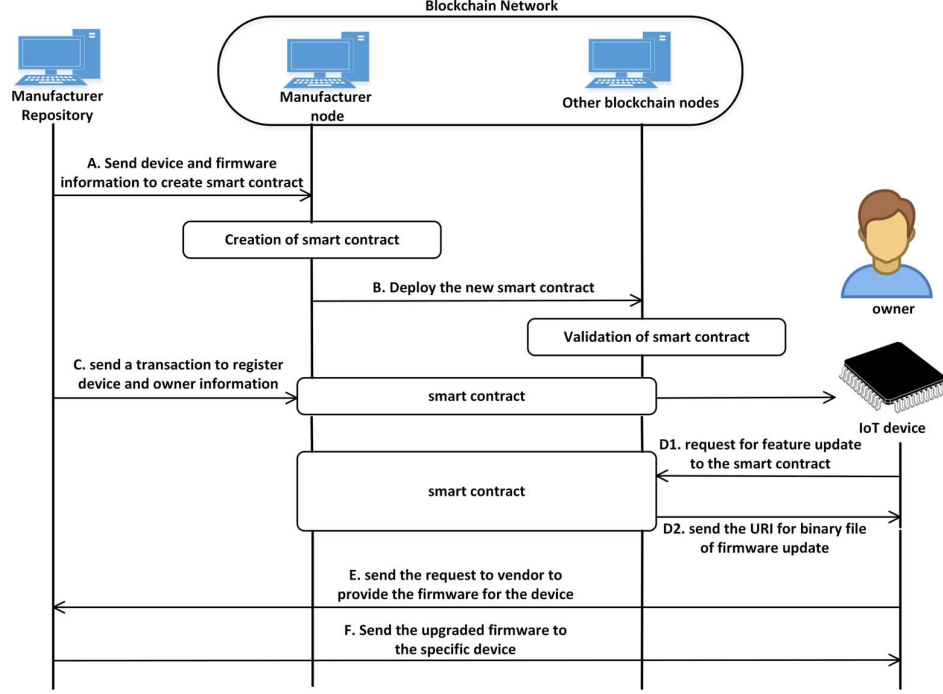 Blockchain Network
Manufacturer
Repository
Manufacturer
node
Other blockchain nodes
A. Send device and firmware
information to create smart contract
Creation of smart contract
B. Deploy the new smart contract
owner
Validation of smart contract
C. send a transaction to register
device and owner information
smart contract
IoT device
D1. request for feature update
to the smart contract
smart contract
D2. send the URI for binary file
of firmware update
E. send the request to vendor to
provide the firmware for the device
F. Send the upgraded firmware to
the specific device